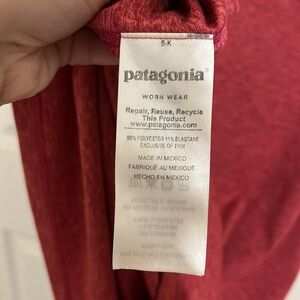 patagonia
WORN WEAR
Repair, Reuse, Recycle
This Product
www.patagonia.com
89% POLYESTER 11% ELASTANE
EXCLUSIVE OF TRIM
MADE IN MEXICO
FABRIQUÉ AU MEXIQUE
HECHO EN MÉXICO